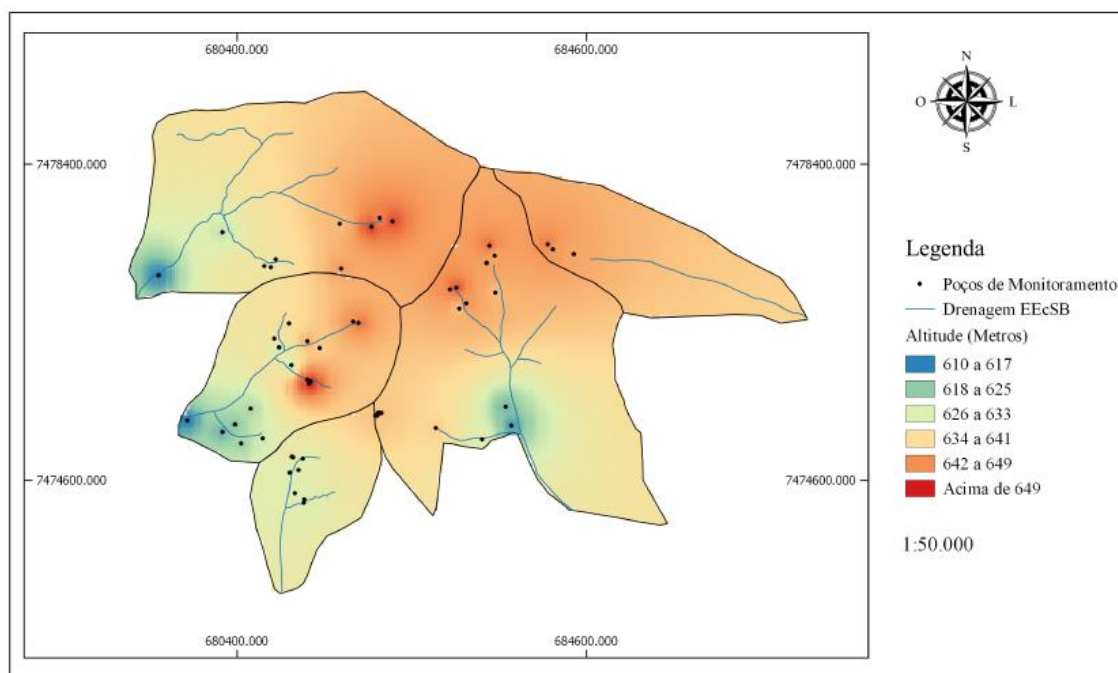 680400.000 684600.000
7478400.000 7478400.000
7474600.000 7474600.000
680400.000 684600.000
N
O L
S
Legenda
Poços de Monitoramento
Drenagem EEcSB
Altitude (Metros)
610 a 617
618 a 625
626 a 633
634 a 641
642 a 649
Acima de 649
1:50.000